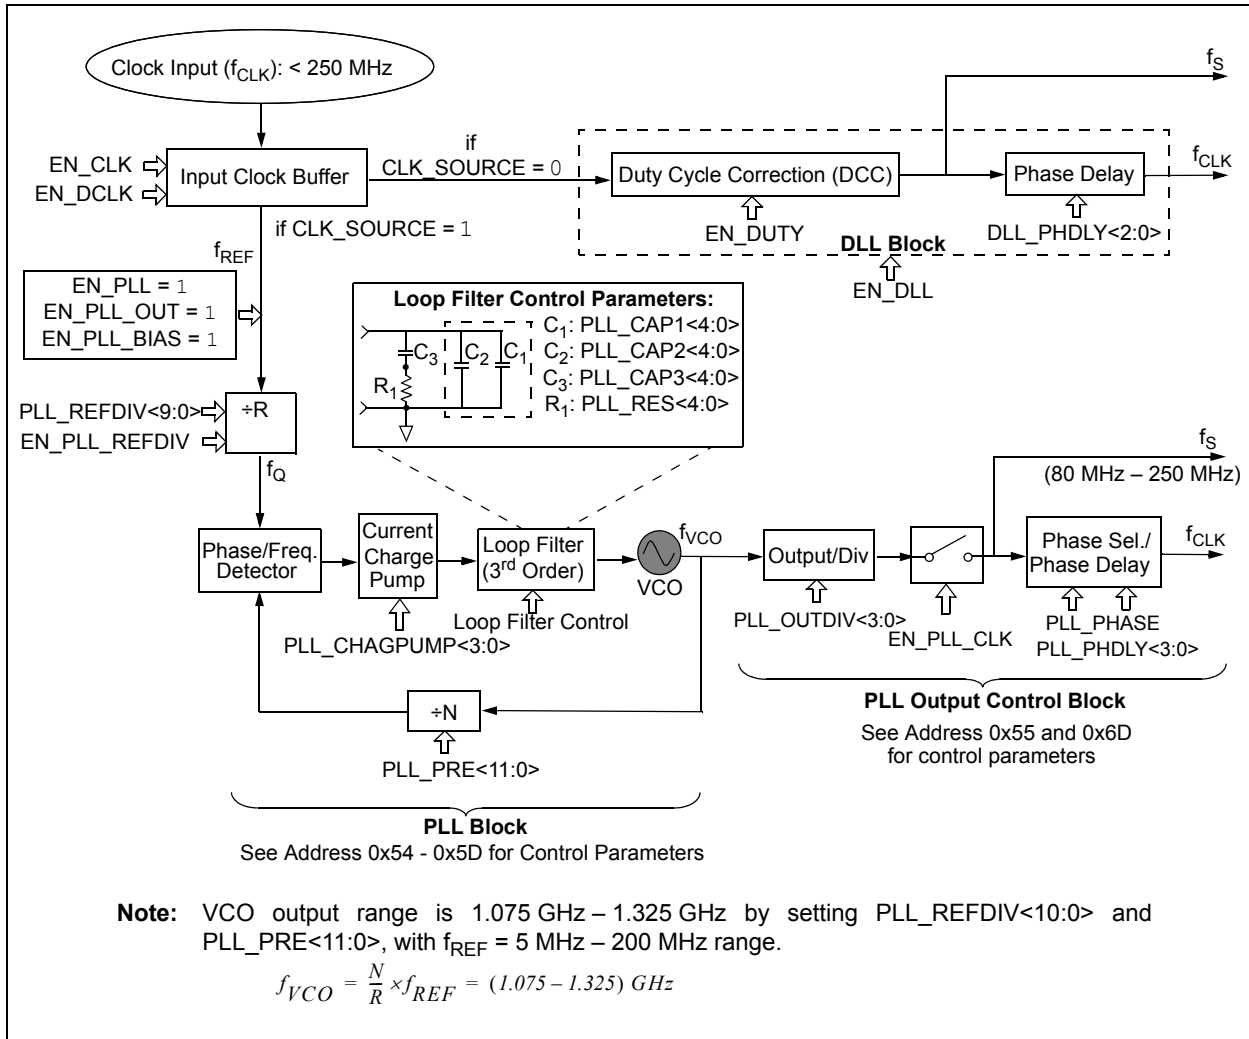 Clock Input (fCLK): < 250 MHz
fS
if
CLK_SOURCE = 0
EN_CLK
EN_DCLK
Input Clock Buffer
Duty Cycle Correction (DCC)
Phase Delay
fCLK
EN_DUTY
DLL_PHDLY<2:0>
DLL Block
EN_DLL
if CLK_SOURCE = 1
fREF
EN_PLL = 1
EN_PLL_OUT = 1
EN_PLL_BIAS = 1
Loop Filter Control Parameters:
C3
C2
C1
R1
C1: PLL_CAP1<4:0>
C2: PLL_CAP2<4:0>
C3: PLL_CAP3<4:0>
R1: PLL_RES<4:0>
PLL_REFDIV<9:0>
EN_PLL_REFDIV
÷R
fQ
fS
(80 MHz – 250 MHz)
Phase/Freq.
Detector
Current
Charge
Pump
Loop Filter
(3rd Order)
fVCO
VCO
Output/Div
Phase Sel./
Phase Delay
fCLK
PLL_CHAGPUMP<3:0>
Loop Filter Control
PLL_OUTDIV<3:0>
EN_PLL_CLK
PLL_PHASE
PLL_PHDLY<3:0>
÷N
PLL_PRE<11:0>
PLL Output Control Block
See Address 0x55 and 0x6D
for control parameters
PLL Block
See Address 0x54 - 0x5D for Control Parameters
Note: VCO output range is 1.075 GHz – 1.325 GHz by setting PLL_REFDIV<10:0> and
PLL_PRE<11:0>, with fREF = 5 MHz – 200 MHz range.
fVCO = N/R × fREF = (1.075 – 1.325) GHz